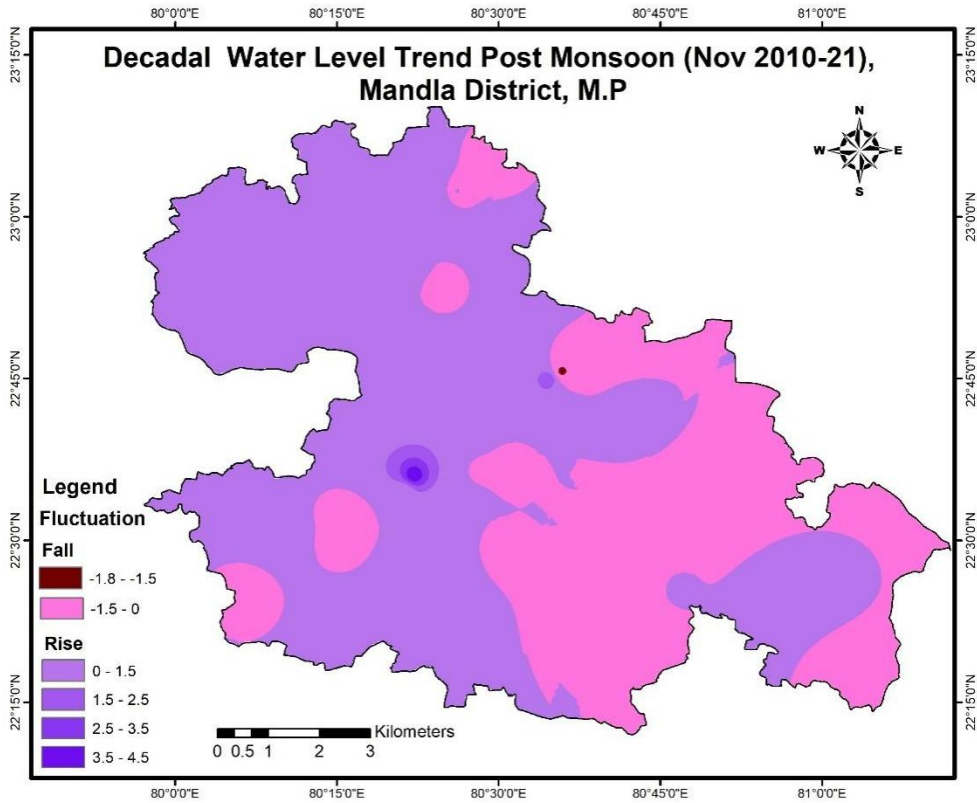 80°0'0"E 80°15'0"E 80°30'0"E 80°45'0"E 81°0'0"E
Decadal Water Level Trend Post Monsoon (Nov 2010-21),
Mandla District, M.P
N
W E
S
23°15'0"N 23°15'0"N
23°0'0"N 23°0'0"N
22°45'0"N 22°45'0"N
22°30'0"N 22°30'0"N
22°15'0"N 22°15'0"N
Legend
Fluctuation
Fall
-1.8 - -1.5
-1.5 - 0
Rise
0 - 1.5
1.5 - 2.5
2.5 - 3.5
3.5 - 4.5
Kilometers
0 0.5 1 2 3
80°0'0"E 80°15'0"E 80°30'0"E 80°45'0"E 81°0'0"E